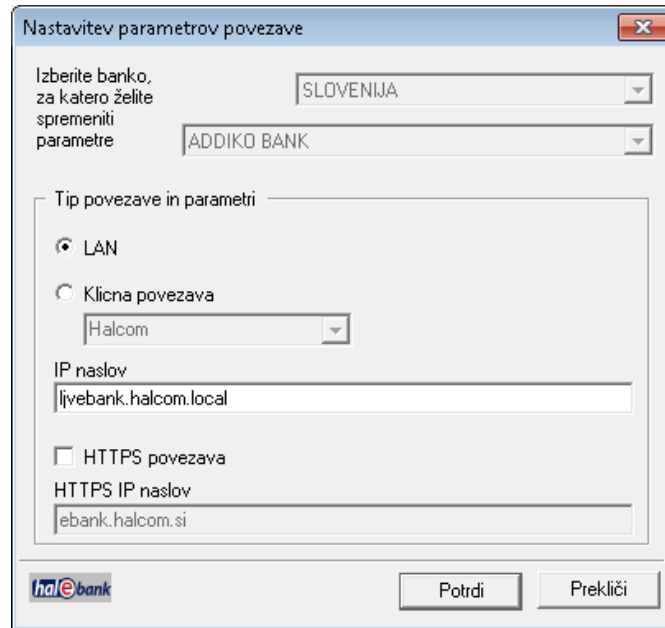 Nastavitev parametrov povezave
Izberite banko,
za katero želite
spremeniti
parametre
SLOVENIJA
ADDIKO BANK
Tip povezave in parametri
LAN
Klicna povezava
Halcom
IP naslov
ljvebank.halcom.local
HTTPS povezava
HTTPS IP naslov
ebank.halcom.si
hal e bank
Potrdi
Prekliči